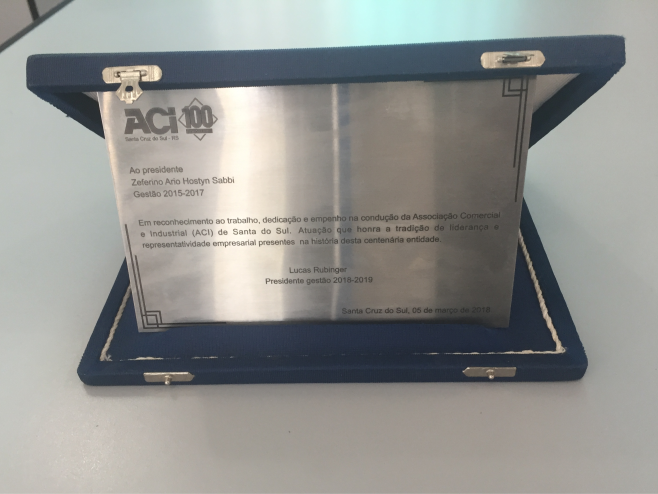 ACI 100
Santa Cruz do Sul - RS
Ao presidente
Zeferino Ario Hostyn Sabbi
Gestão 2015-2017
Em reconhecimento ao trabalho, dedicação e empenho na condução da Associação Comercial
e Industrial (ACI) de Santa do Sul. Atuação que honra a tradição de liderança e
representatividade empresarial presentes na história desta centenária entidade.
Lucas Rubinger
Presidente gestão 2018-2019
Santa Cruz do Sul, 05 de março de 2018